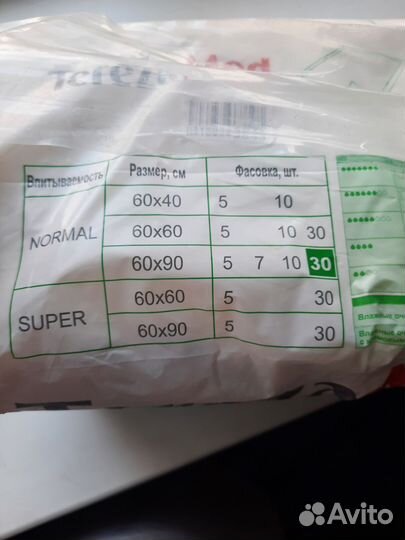 Впитываемость Размер, см Фасовка, шт.
NORMAL
60x40 5 10
60x60 5 10 30
60x90 5 7 10 30
SUPER
60x60 5 30
60x90 5 30
Влажные
Avito